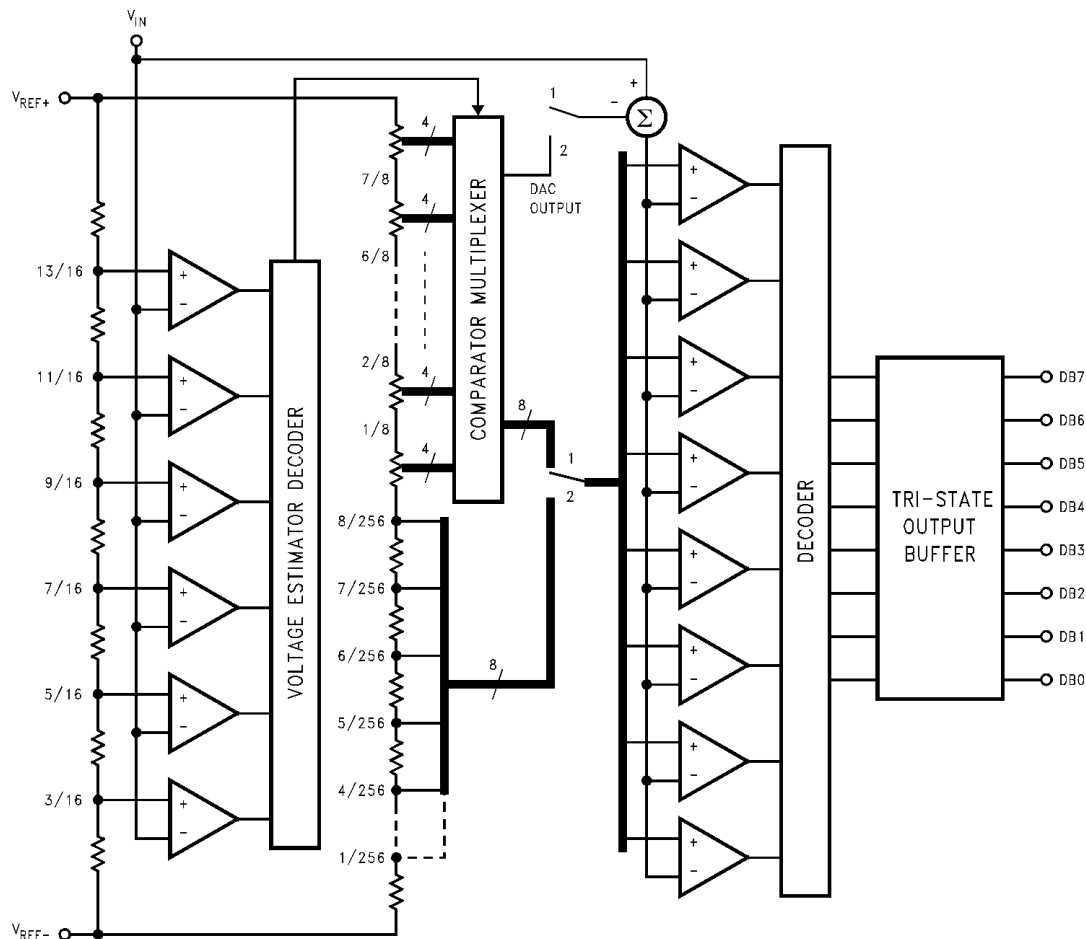 V_IN
V_REF+
13/16
11/16
9/16
7/16
5/16
3/16
V_REF-
+
−
+
−
+
−
+
−
+
−
+
−
VOLTAGE ESTIMATOR DECODER
4
7/8
4
6/8
2/8
4
1/8
4
8/256
7/256
6/256
5/256
4/256
1/256
COMPARATOR MULTIPLEXER
1
2
DAC
OUTPUT
8
1
2
8
+
−
Σ
+
−
+
−
+
−
+
−
+
−
+
−
+
−
+
−
DECODER
TRI-STATE
OUTPUT
BUFFER
DB7
DB6
DB5
DB4
DB3
DB2
DB1
DB0